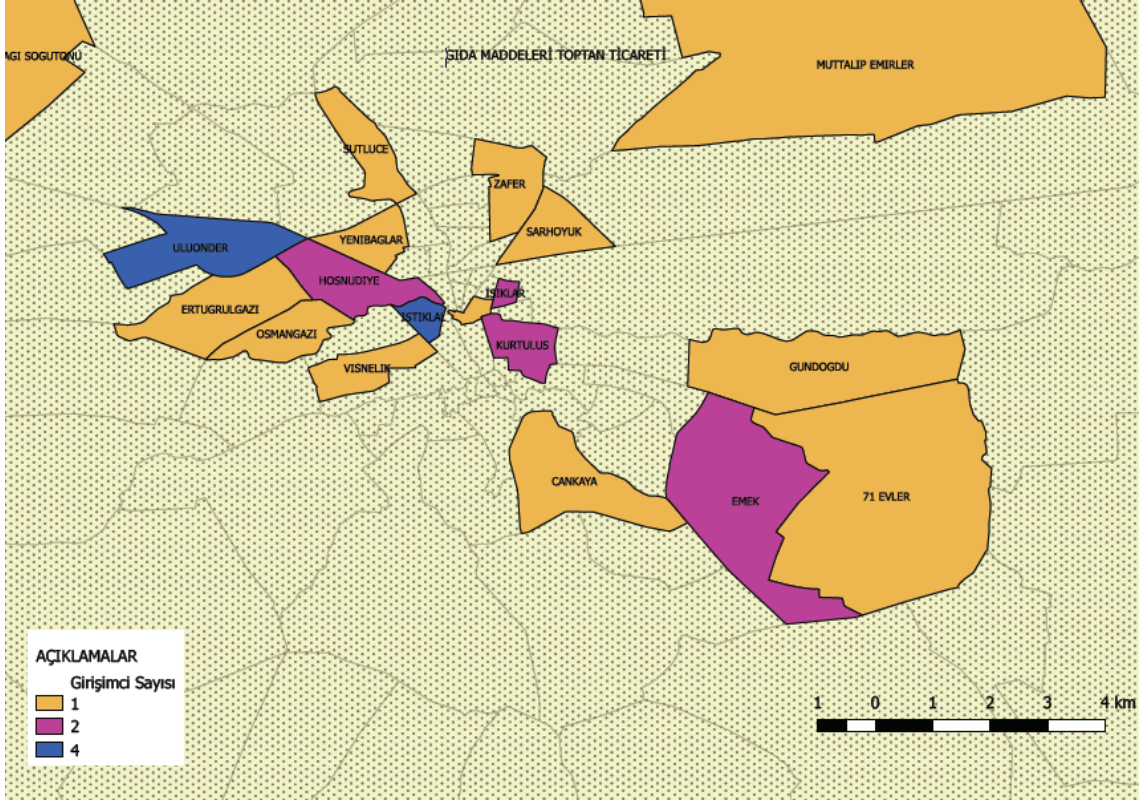 AGI SOGUTONU
GIDA MADDELERİ TOPTAN TİCARETİ
MUTTALIP EMIRLER
SUTLUCE
ZAFER
SARHOYUK
YENIBAGLAR
ULUONDER
HOSNUDIYE
ISIKLAR
ERTUGRULGAZI
ISTIKLAL
OSMANGAZI
KURTULUS
VISNELIK
GUNDOGDU
CANKAYA
EMEK
71 EVLER
AÇIKLAMALAR
Girişimci Sayısı
1
2
4
1 0 1 2 3 4 km